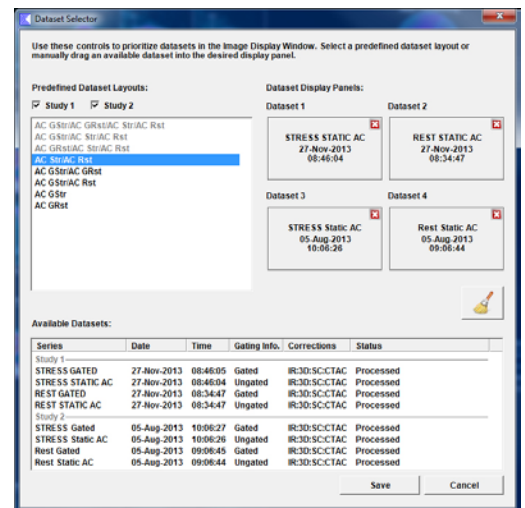 Dataset Selector
Use these controls to prioritize datasets in the Image Display Window. Select a predefined dataset layout or
manually drag an available dataset into the desired display panel.
Predefined Dataset Layouts:
Study 1 Study 2
AC GStr/AC GRst/AC Str/AC Rst
AC GStr/AC Str/AC Rst
AC GRst/AC Str/AC Rst
AC Str/AC Rst
AC GStr/AC GRst
AC GStr/AC Rst
AC GStr
AC GRst
Dataset Display Panels:
Dataset 1 Dataset 2
STRESS STATIC AC
27-Nov-2013
08:46:04
REST STATIC AC
27-Nov-2013
08:34:47
Dataset 3 Dataset 4
STRESS Static AC
05-Aug-2013
10:06:26
Rest Static AC
05-Aug-2013
09:06:44
Available Datasets:
Series Date Time Gating Info. Corrections Status
Study 1
STRESS GATED 27-Nov-2013 08:46:05 Gated IR:3D:SC:CTAC Processed
STRESS STATIC AC 27-Nov-2013 08:46:04 Ungated IR:3D:SC:CTAC Processed
REST GATED 27-Nov-2013 08:34:47 Gated IR:3D:SC:CTAC Processed
REST STATIC AC 27-Nov-2013 08:34:47 Ungated IR:3D:SC:CTAC Processed
Study 2
STRESS Gated 05-Aug-2013 10:06:27 Gated IR:3D:SC:CTAC Processed
STRESS Static AC 05-Aug-2013 10:06:26 Ungated IR:3D:SC:CTAC Processed
Rest Gated 05-Aug-2013 09:06:45 Gated IR:3D:SC:CTAC Processed
Rest Static AC 05-Aug-2013 09:06:44 Ungated IR:3D:SC:CTAC Processed
Save Cancel